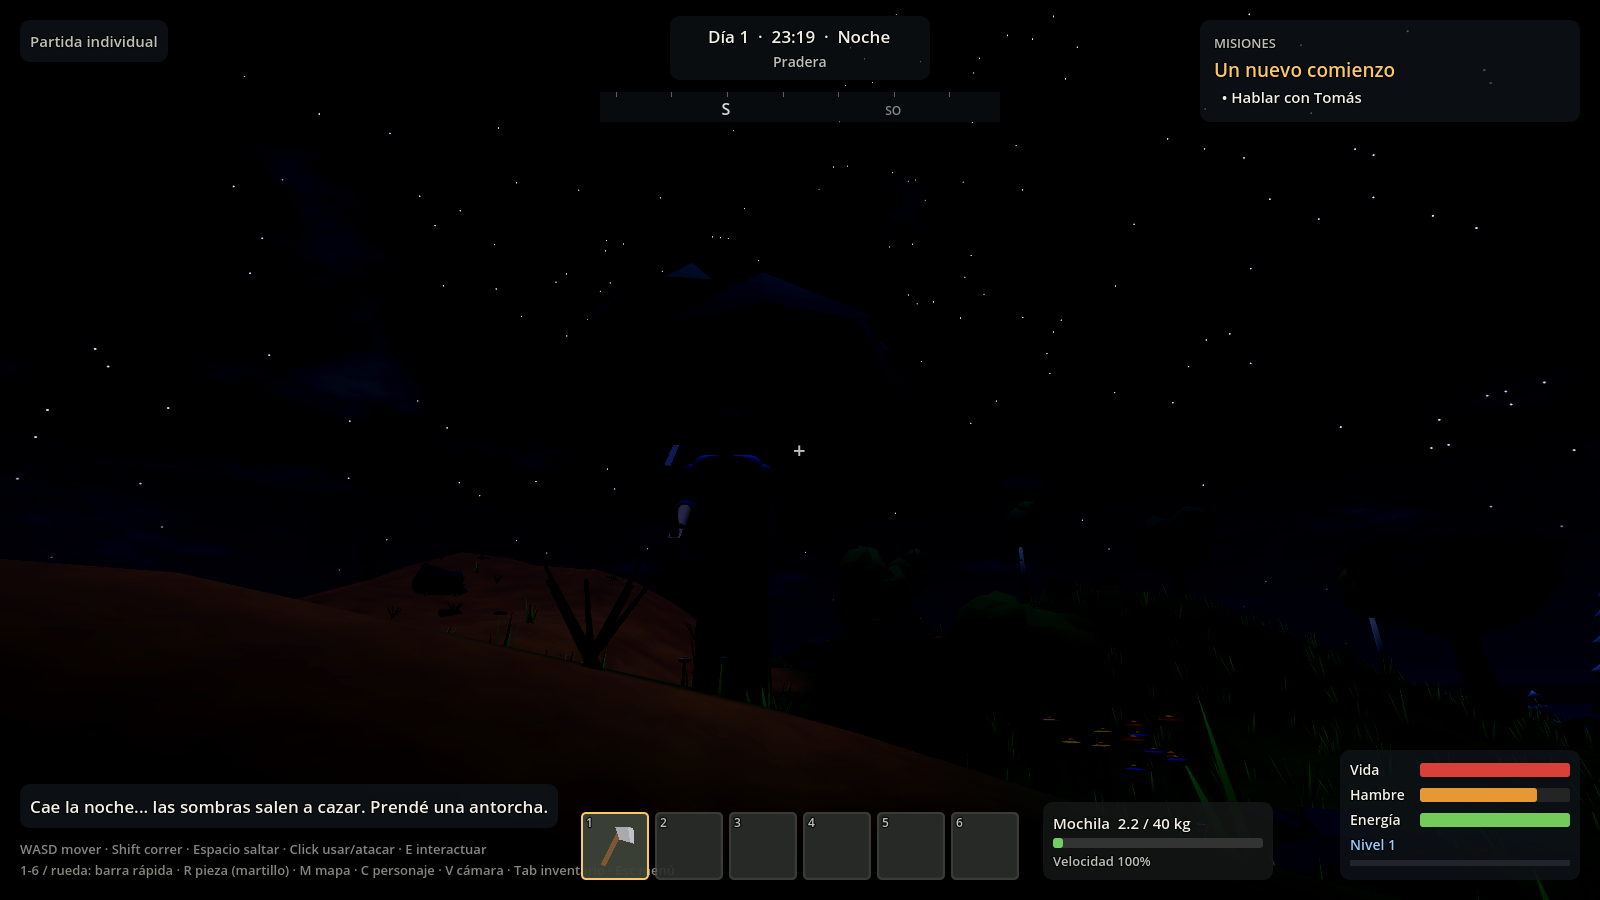 Partida individual
Día 1 · 23:19 · Noche
Pradera
S
SO
MISIONES
Un nuevo comienzo
• Hablar con Tomás
Cae la noche... las sombras salen a cazar. Prendé una antorcha.
WASD mover · Shift correr · Espacio saltar · Click usar/atacar · E interactuar
1-6 / rueda: barra rápida · R pieza (martillo) · M mapa · C personaje · V cámara · Tab
1
2
3
4
5
6
Mochila 2.2 / 40 kg
Velocidad 100%
Vida
Hambre
Energía
Nivel 1